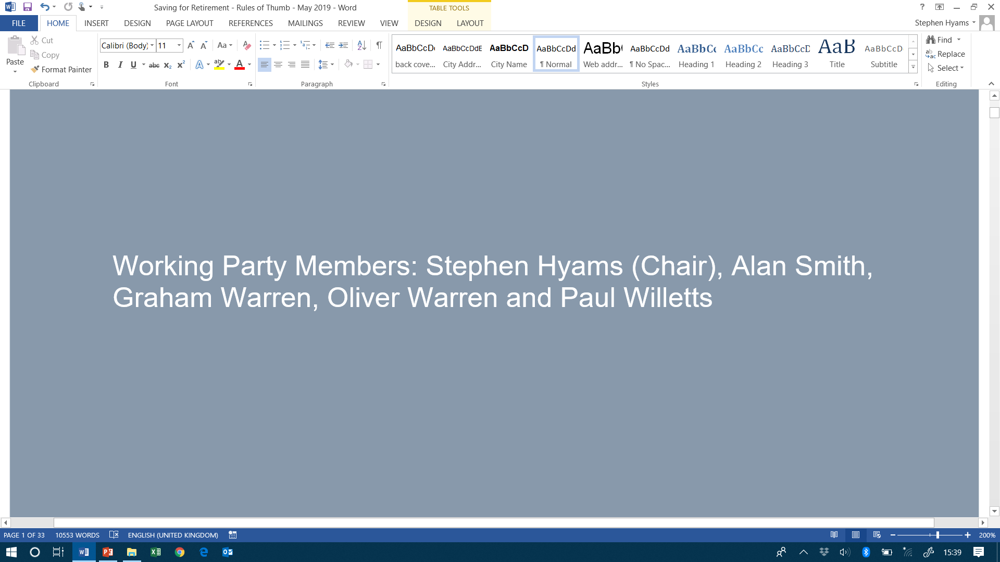 Saving for Retirement - Rules of Thumb - May 2019 - Word
TABLE TOOLS
?
FILE HOME INSERT DESIGN PAGE LAYOUT REFERENCES MAILINGS REVIEW VIEW DESIGN LAYOUT
Stephen Hyams
Paste
Cut
Copy
Format Painter
Clipboard
Calibri (Body) 11
Aa
B I U abc x₂ x² A ab A
Font
Paragraph
AaBbCcDc AaBbCcDdE AaBbCcD AaBbCcDd AaBb( AaBbCcDd AaBbCc AaBbCc AaBbCcD AaB AaBbCcD
back cove... City Addr... City Name ¶ Normal Web addr... ¶ No Spac... Heading 1 Heading 2 Heading 3 Title Subtitle
Styles
Find
Replace
Select
Editing
Working Party Members: Stephen Hyams (Chair), Alan Smith,
Graham Warren, Oliver Warren and Paul Willetts
PAGE 1 OF 33 10553 WORDS ENGLISH (UNITED KINGDOM) 200%
15:39